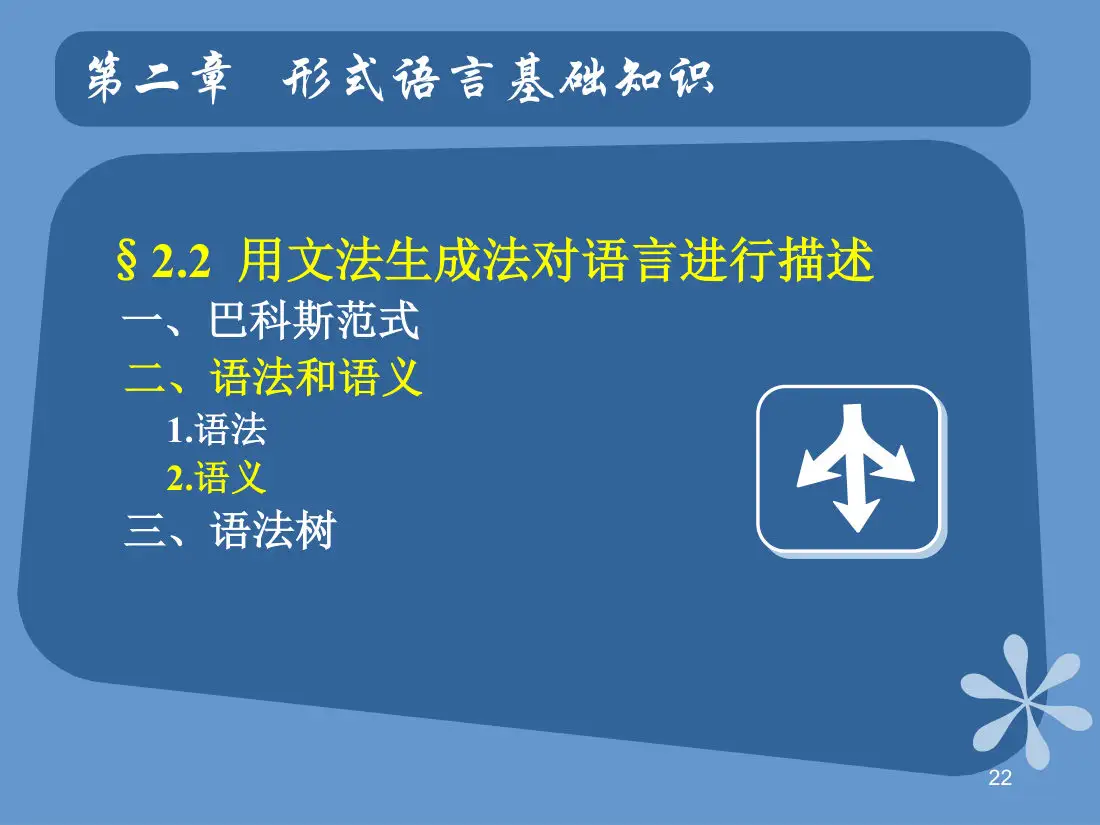 第二章 形式语言基础知识
§2.2 用文法生成法对语言进行描述
一、巴科斯范式
二、语法和语义
1.语法
2.语义
三、语法树
22